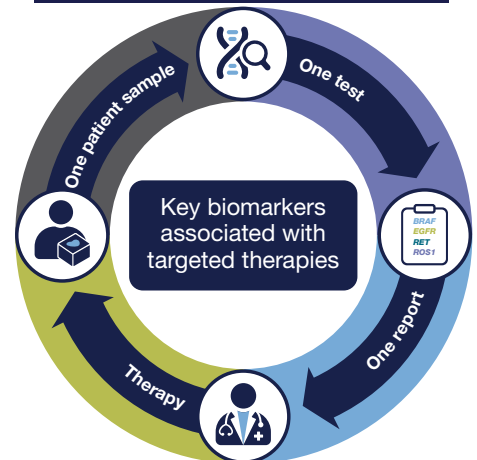 One patient sample
One test
BRAF
EGFR
RET
ROS1
Key biomarkers
associated with
targeted therapies
One report
Therapy